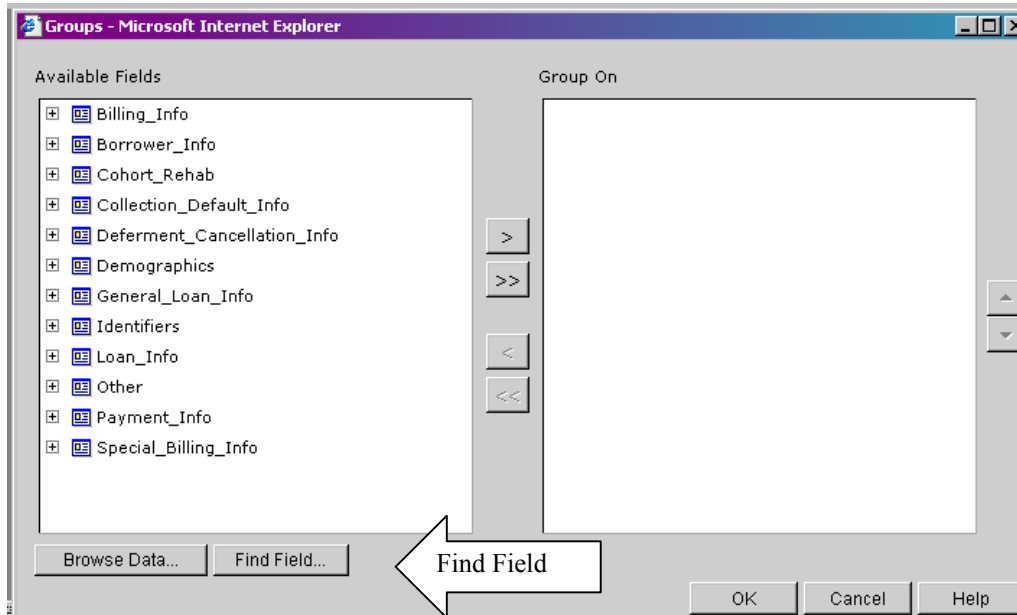 Groups - Microsoft Internet Explorer
Available Fields
Group On
Billing_Info
Borrower_Info
Cohort_Rehab
Collection_Default_Info
Deferment_Cancellation_Info
Demographics
General_Loan_Info
Identifiers
Loan_Info
Other
Payment_Info
Special_Billing_Info
>
>>
<
<<
Browse Data...
Find Field...
Find Field
OK
Cancel
Help